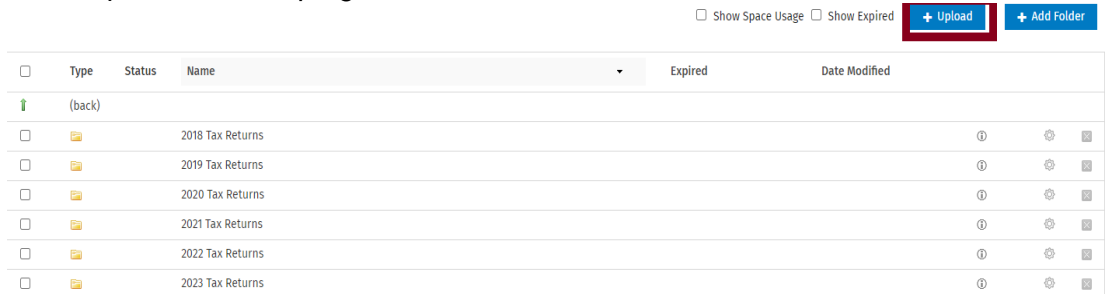 Show Space Usage Show Expired + Upload + Add Folder
Type Status Name Expired Date Modified
(back)
2018 Tax Returns
2019 Tax Returns
2020 Tax Returns
2021 Tax Returns
2022 Tax Returns
2023 Tax Returns